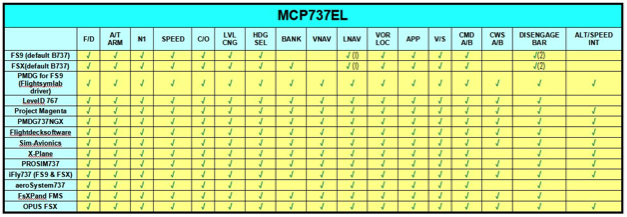 MCP737EL
F/D A/T ARM N1 SPEED C/O LVL CNG HDG SEL BANK VNAV LNAV VOR LOC APP V/S CMD A/B CWS A/B DISENGAGE BAR ALT/SPEED INT
FS9 (default B737) √ √ √ √ √ √ √ √(1) √ √ √ √ √(2)
FSX(default B737) √ √ √ √ √ √ √ √ √(1) √ √ √ √ √(2)
PMDG for FS9 (Flightsymlab driver) √ √ √ √ √ √ √ √ √ √ √ √ √ √ √ √ √
LevelD 767 √ √ √ √ √ √ √ √ √ √ √ √ √ √ √ √
Project Magenta √ √ √ √ √ √ √ √ √ √ √ √ √ √ √ √ √
PMDG737NGX √ √ √ √ √ √ √ √ √ √ √ √ √ √ √ √ √
Flightdecksoftware √ √ √ √ √ √ √ √ √ √ √ √ √ √ √ √ √
Sim-Avionics √ √ √ √ √ √ √ √ √ √ √ √ √ √ √ √ √
X-Plane √ √ √ √ √ √ √ √ √ √ √ √ √ √ √ √
PROSIM737 √ √ √ √ √ √ √ √ √ √ √ √ √ √ √ √ √
iFly737 (FS9 & FSX) √ √ √ √ √ √ √ √ √ √ √ √ √ √ √ √ √
aeroSystem737 √ √ √ √ √ √ √ √ √ √ √ √ √ √
FsXPand FMS √ √ √ √ √ √ √ √ √ √ √ √ √ √ √ √
OPUS FSX √ √ √ √ √ √ √ √ √ √ √ √ √ √ √ √ √